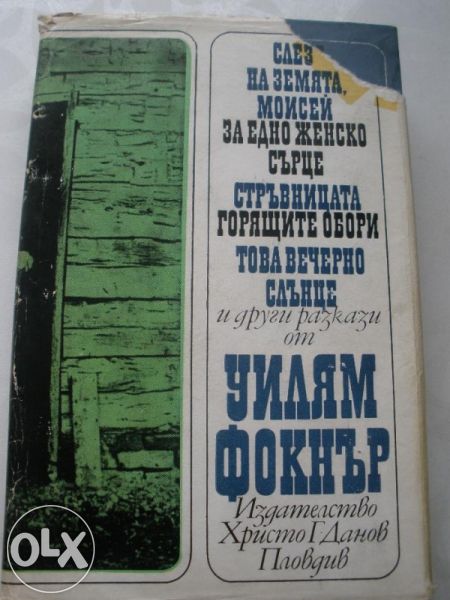 СЛЕЗ
НА ЗЕМЯТА,
МОИСЕЙ
ЗА ЕДНО ЖЕНСКО
СЪРЦЕ
СТРЪВНИЦАТА
ГОРЯЩИТЕ ОБОРИ
ТОВА ВЕЧЕРНО
СЛЪНЦЕ
и други разкази
от
УИЛЯМ
ФОКНЪР
Издателство
Христо Г Данов
Пловдив
OLX